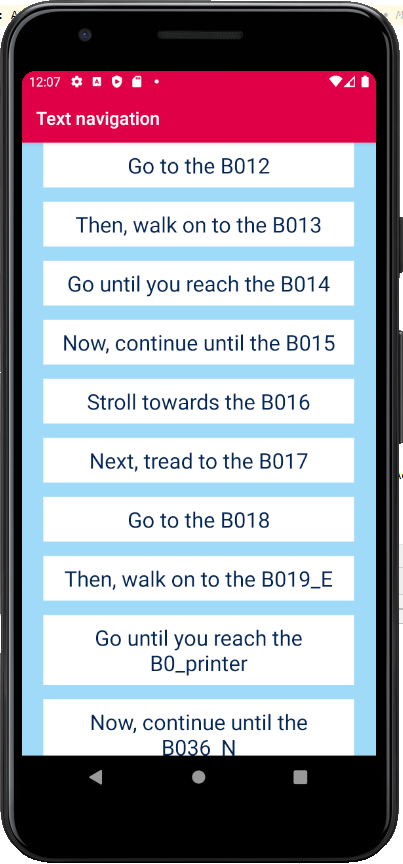 12:07
Text navigation
Go to the B012
Then, walk on to the B013
Go until you reach the B014
Now, continue until the B015
Stroll towards the B016
Next, tread to the B017
Go to the B018
Then, walk on to the B019_E
Go until you reach the
B0_printer
Now, continue until the
B036_N